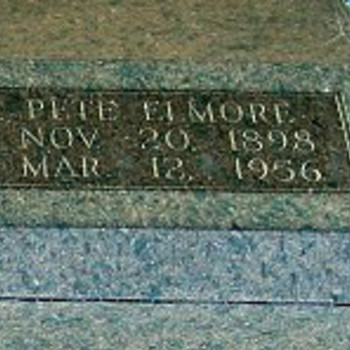 PETE ELMORE
NOV. 20, 1898
MAR. 12, 1956